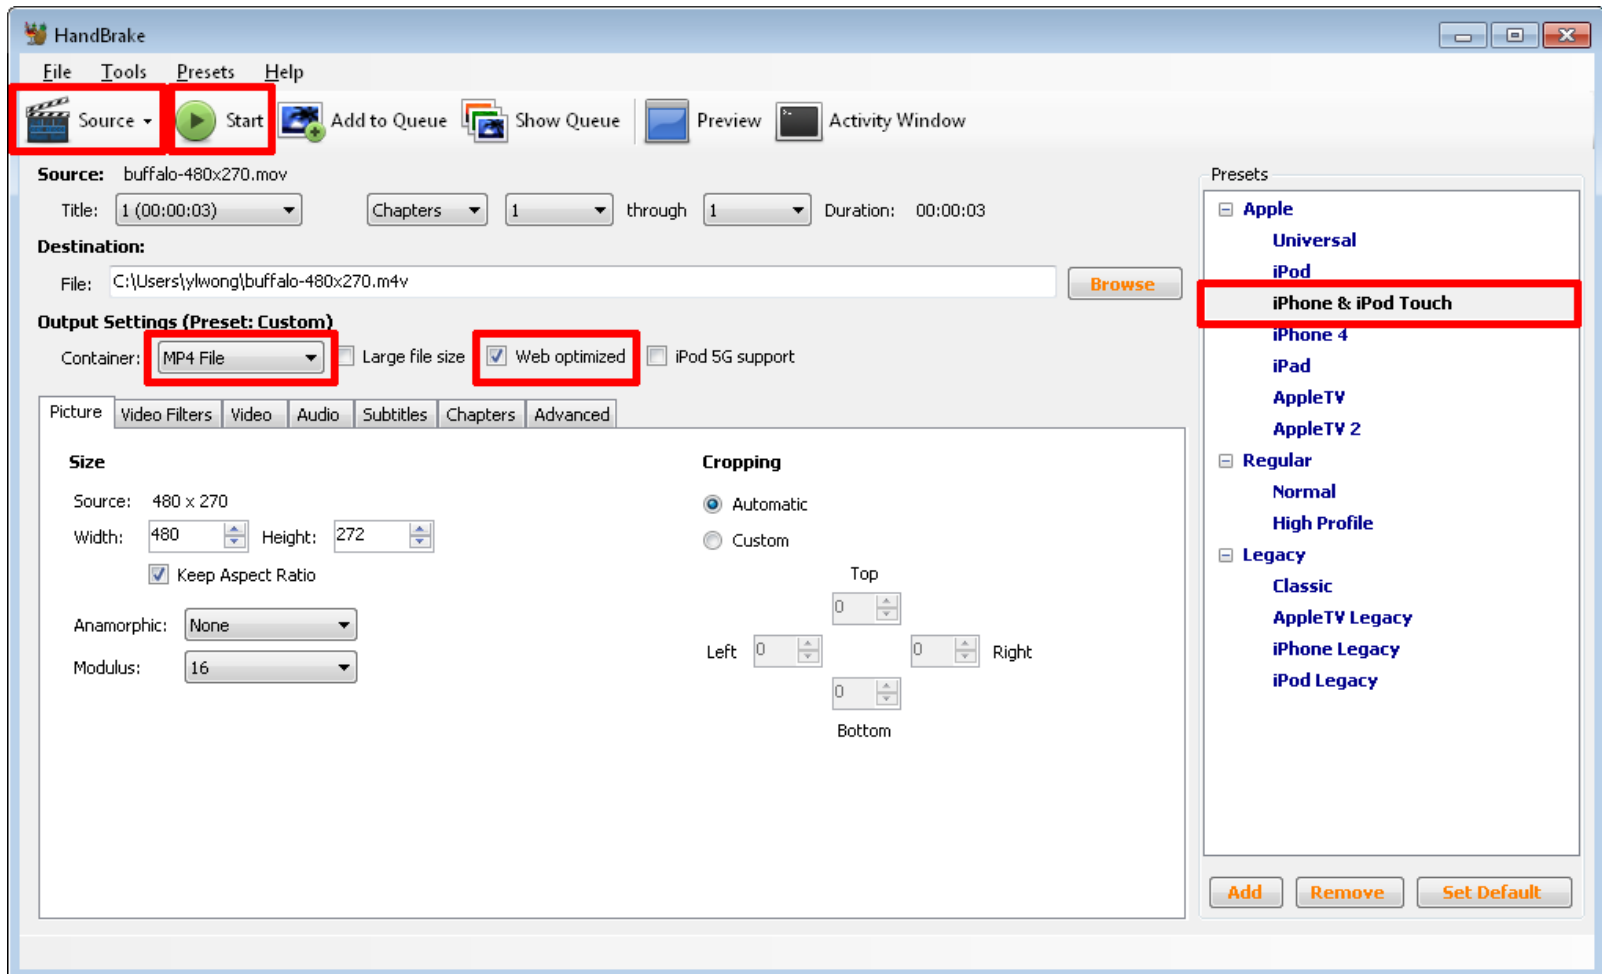 HandBrake
File Tools Presets Help
Source Start Add to Queue Show Queue Preview Activity Window
Source: buffalo-480x270.mov
Title: 1 (00:00:03) Chapters 1 through 1 Duration: 00:00:03
Destination:
File: C:\Users\ylwong\buffalo-480x270.m4v Browse
Output Settings (Preset: Custom)
Container: MP4 File Large file size Web optimized iPod 5G support
Picture Video Filters Video Audio Subtitles Chapters Advanced
Size
Source: 480 x 270
Width: 480 Height: 272
Keep Aspect Ratio
Anamorphic: None
Modulus: 16
Cropping
Automatic
Custom
Top
0
Left 0 0 Right
0
Bottom
Presets
Apple
Universal
iPod
iPhone & iPod Touch
iPhone 4
iPad
AppleTV
AppleTV 2
Regular
Normal
High Profile
Legacy
Classic
AppleTV Legacy
iPhone Legacy
iPod Legacy
Add Remove Set Default